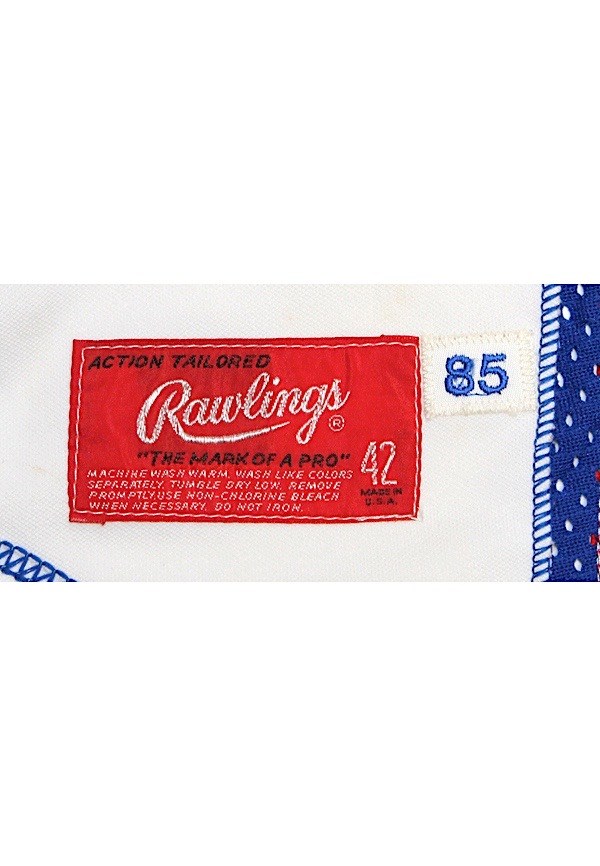 ACTION TAILORED
Rawlings ®
"THE MARK OF A PRO"
42
MACHINE WASH WARM. WASH LIKE COLORS
SEPARATELY. TUMBLE DRY LOW. REMOVE
PROMPTLY. USE NON-CHLORINE BLEACH
WHEN NECESSARY. DO NOT IRON.
MADE IN
U.S.A.
85